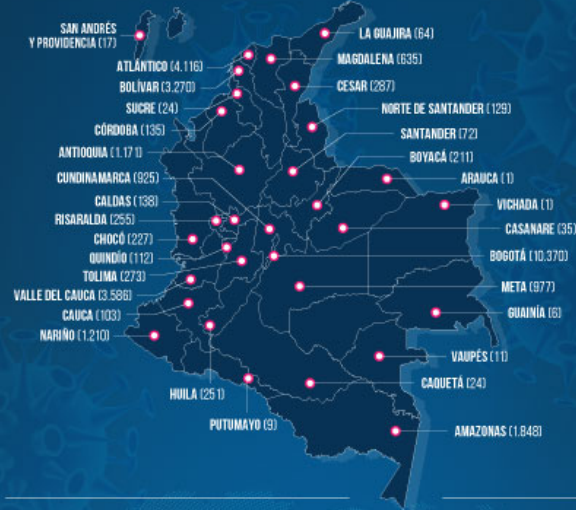 SAN ANDRÉS
Y PROVIDENCIA (17)
ATLÁNTICO (4.116)
BOLÍVAR (3.270)
SUCRE (24)
CÓRDOBA (135)
ANTIOQUIA (1.171)
CUNDINAMARCA (925)
CALDAS (138)
RISARALDA (255)
CHOCÓ (227)
QUINDÍO (112)
TOLIMA (273)
VALLE DEL CAUCA (3.586)
CAUCA (103)
NARIÑO (1.210)
HUILA (251)
PUTUMAYO (9)
LA GUAJIRA (64)
MAGDALENA (635)
CESAR (287)
NORTE DE SANTANDER (129)
SANTANDER (72)
BOYACÁ (211)
ARAUCA (1)
VICHADA (1)
CASANARE (35)
BOGOTÁ (10.370)
META (977)
GUAINÍA (6)
VAUPÉS (11)
CAQUETÁ (24)
AMAZONAS (1.848)